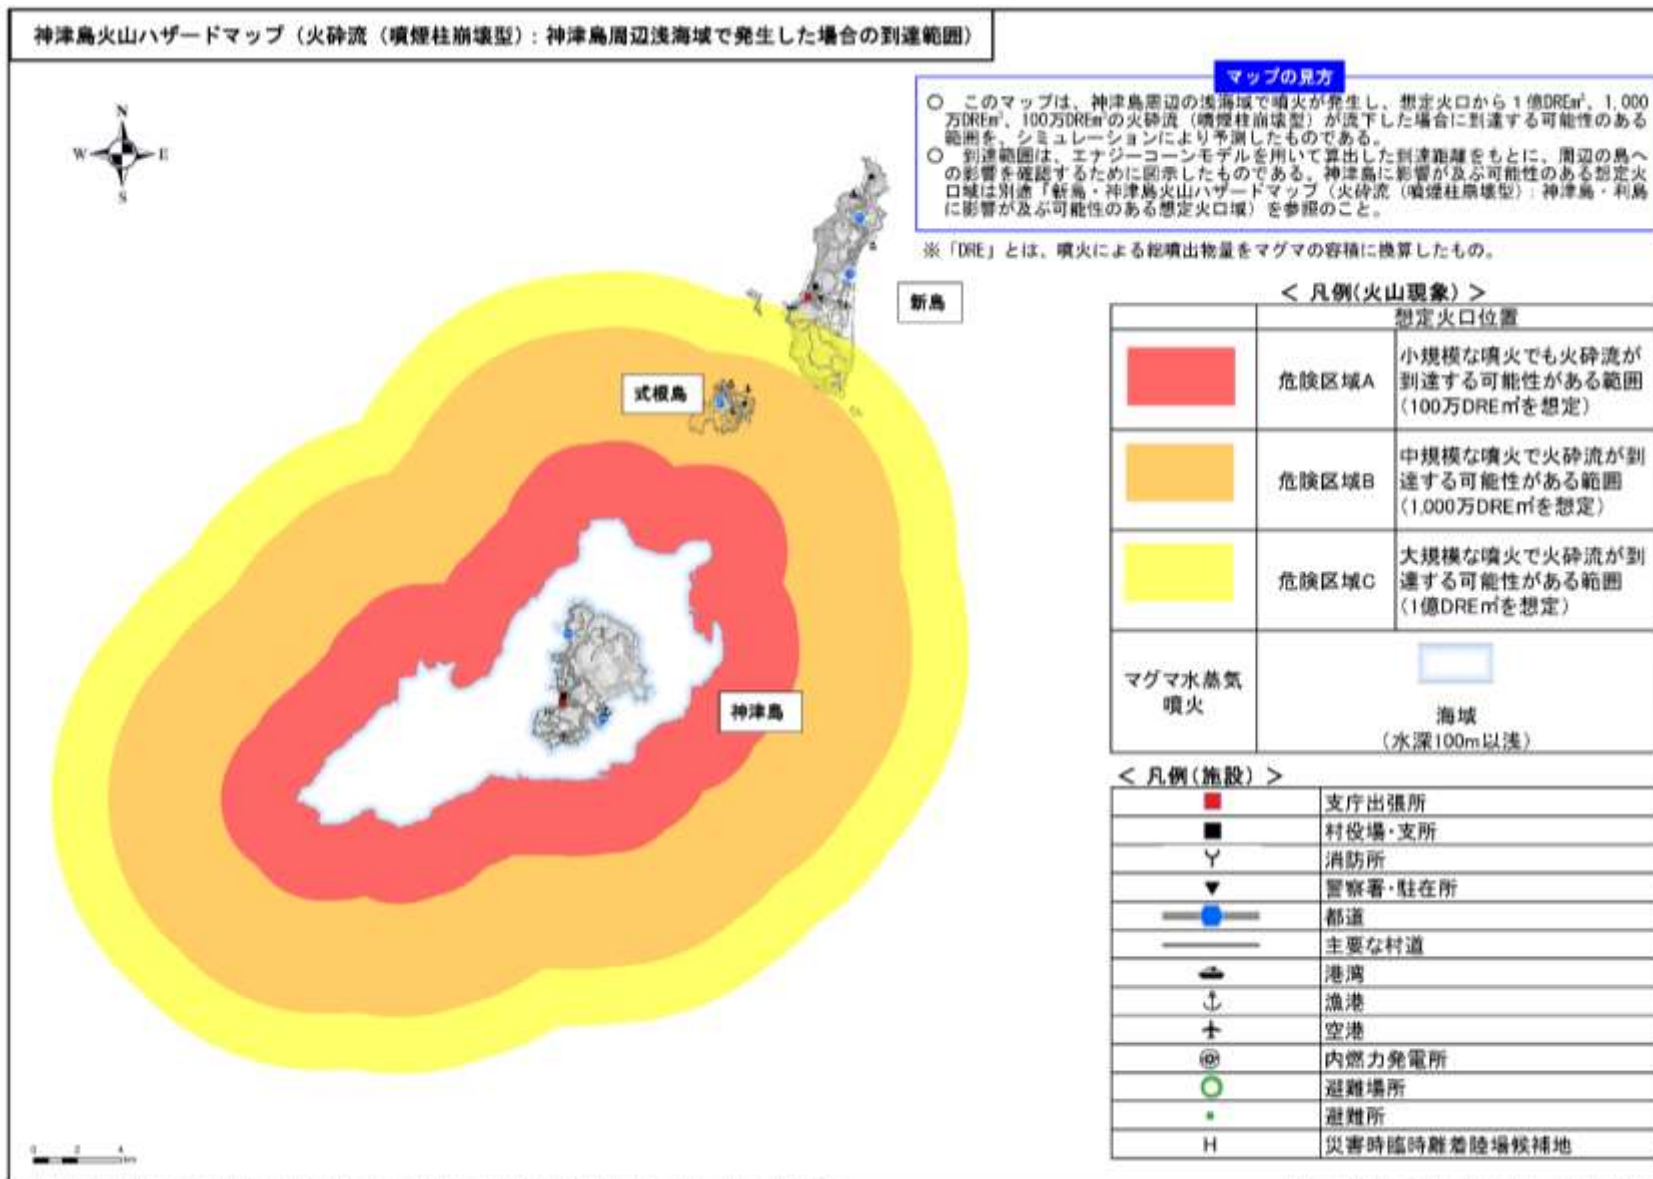 神津島火山ハザードマップ（火砕流（噴煙柱崩壊型）：神津島周辺浅海域で発生した場合の到達範囲）
マップの見方
○　このマップは、神津島周辺の浅海域で噴火が発生し、想定火口から１億DRE㎥、1,000
万DRE㎥、100万DRE㎥の火砕流（噴煙柱崩壊型）が流下した場合に到達する可能性のある
範囲を、シミュレーションにより予測したものである。
○　到達範囲は、エナジーコーンモデルを用いて算出した到達距離をもとに、周辺の島へ
の影響を確認するために図示したものである。神津島に影響が及ぶ可能性のある想定火
口域は別途「新島・神津島火山ハザードマップ（火砕流（噴煙柱崩壊型）：神津島・利島
に影響が及ぶ可能性のある想定火口域）を参照のこと。
※「DRE」とは、噴火による総噴出物量をマグマの容積に換算したもの。
N
W
E
S
新島
式根島
神津島
＜ 凡例(火山現象) ＞
想定火口位置
危険区域A
小規模な噴火でも火砕流が
到達する可能性がある範囲
(100万DRE㎥を想定)
危険区域B
中規模な噴火で火砕流が到
達する可能性がある範囲
(1,000万DRE㎥を想定)
危険区域C
大規模な噴火で火砕流が到
達する可能性がある範囲
(1億DRE㎥を想定)
マグマ水蒸気
噴火
海域
(水深100m以浅)
＜ 凡例(施設) ＞
支庁出張所
村役場・支所
消防所
警察署・駐在所
都道
主要な村道
港湾
漁港
空港
内燃力発電所
避難場所
避難所
H 災害時臨時離着陸場候補地
0 2 4
km